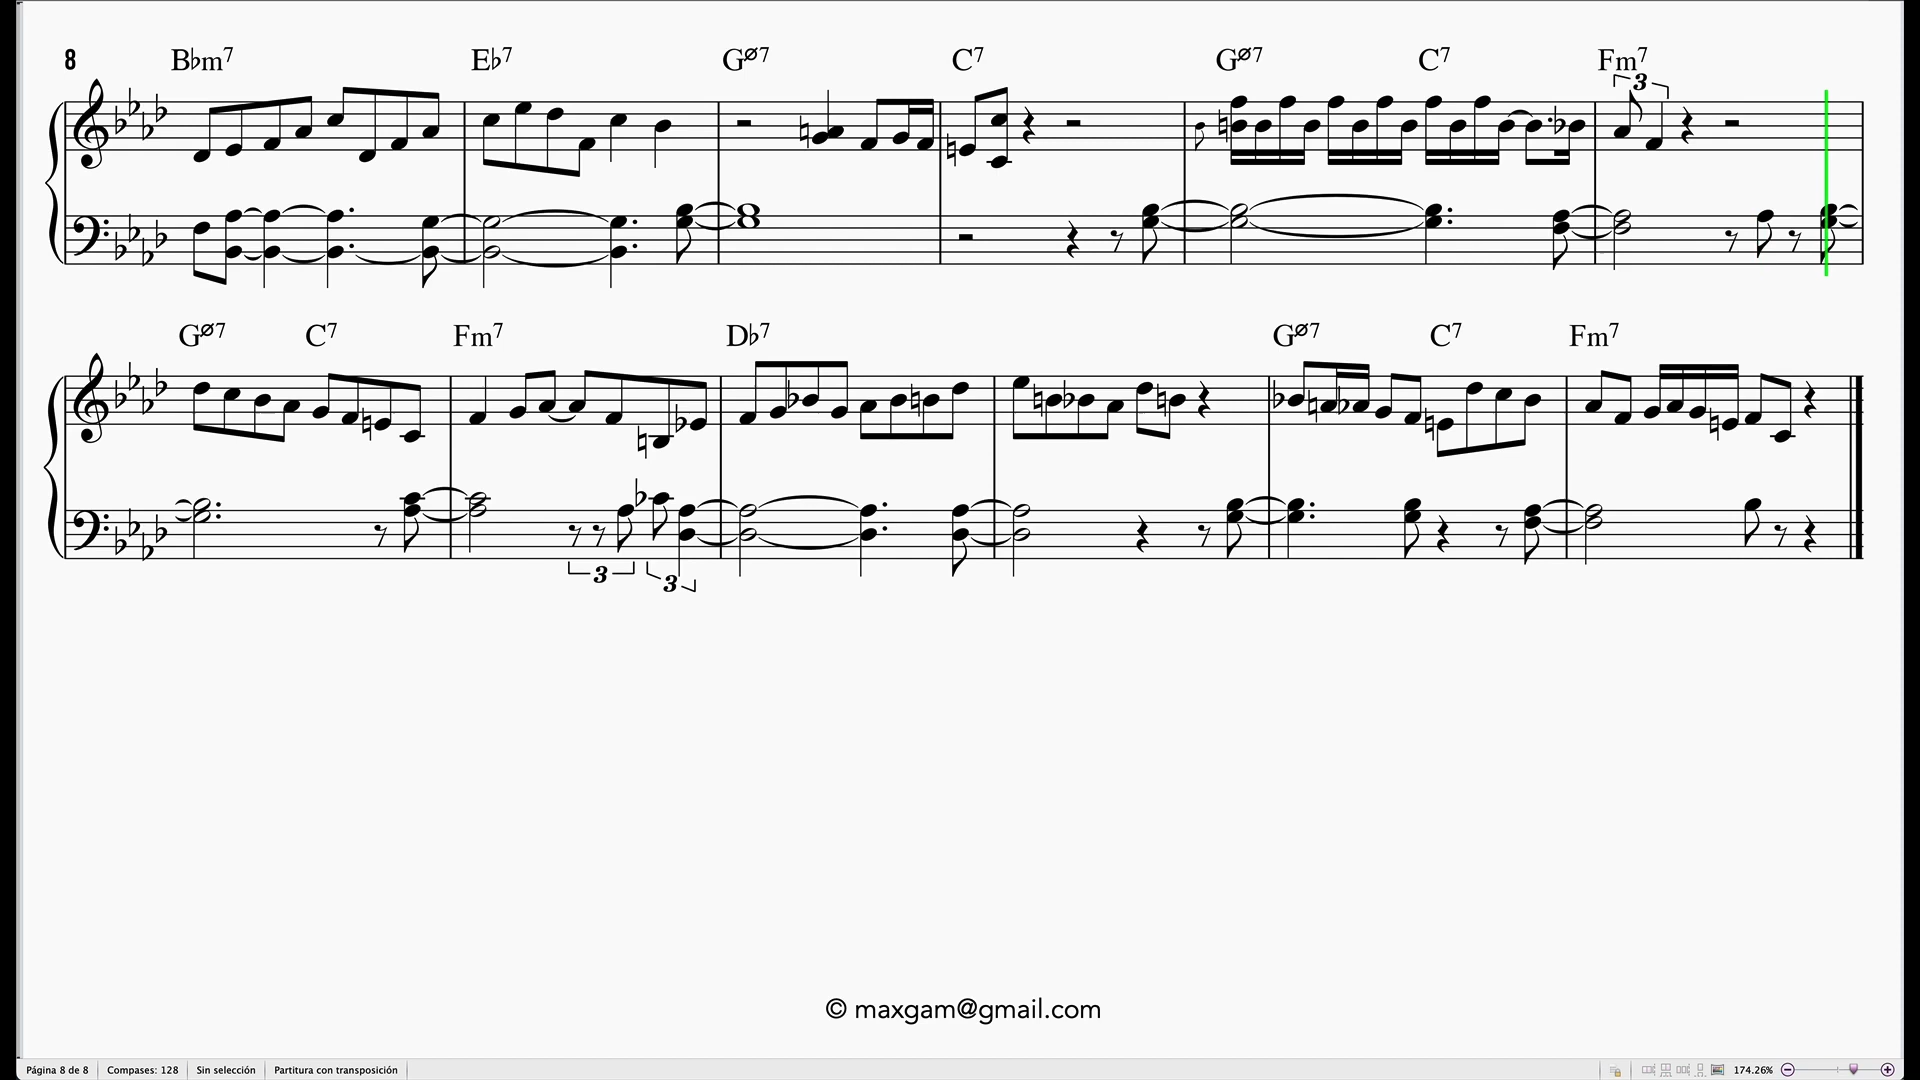 8 B♭m7 E♭7 Gø7 C7 Gø7 C7 Fm7
3
Gø7 C7 Fm7 D♭7 Gø7 C7 Fm7
3 3
© maxgam@gmail.com
Página 8 de 8 Compases: 128 Sin selección Partitura con transposición 174.26%